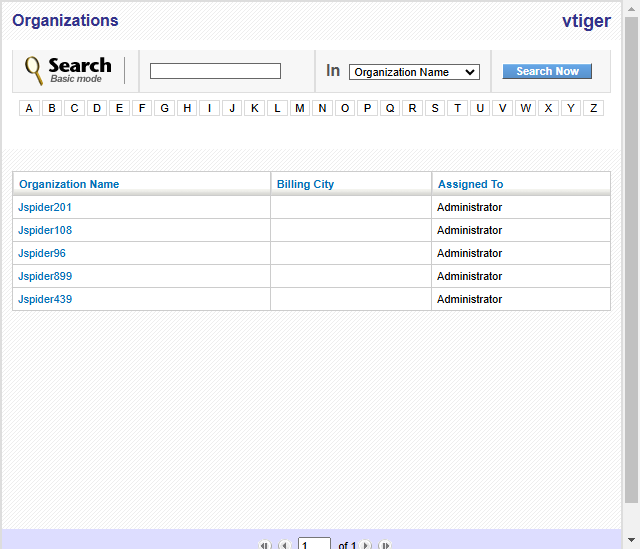 Organizations vtiger
Search
Basic mode
In Organization Name Search Now
A B C D E F G H I J K L M N O P Q R S T U V W X Y Z
Organization Name Billing City Assigned To
Jspider201 Administrator
Jspider108 Administrator
Jspider96 Administrator
Jspider899 Administrator
Jspider439 Administrator
1 of 1